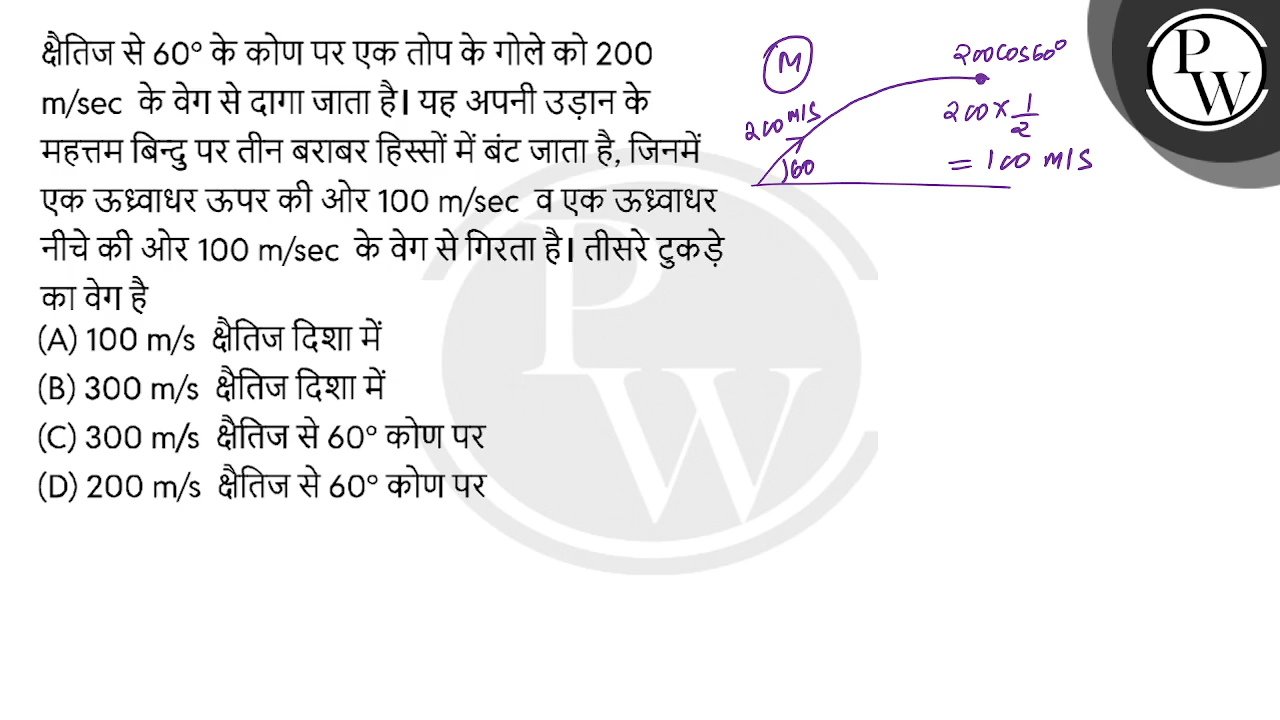 क्षैतिज से 60° के कोण पर एक तोप के गोले को 200
m/sec के वेग से दागा जाता है। यह अपनी उड़ान के
महत्तम बिन्दु पर तीन बराबर हिस्सों में बंट जाता है, जिनमें
एक ऊध्र्वाधर ऊपर की ओर 100 m/sec व एक ऊध्र्वाधर
नीचे की ओर 100 m/sec के वेग से गिरता है। तीसरे टुकड़े
का वेग है
(A) 100 m/s क्षैतिज दिशा में
(B) 300 m/s क्षैतिज दिशा में
(C) 300 m/s क्षैतिज से 60° कोण पर
(D) 200 m/s क्षैतिज से 60° कोण पर
M
200 M/S
60
200cos60°
200 × 1/2
= 100 M/S
P
W
P
W